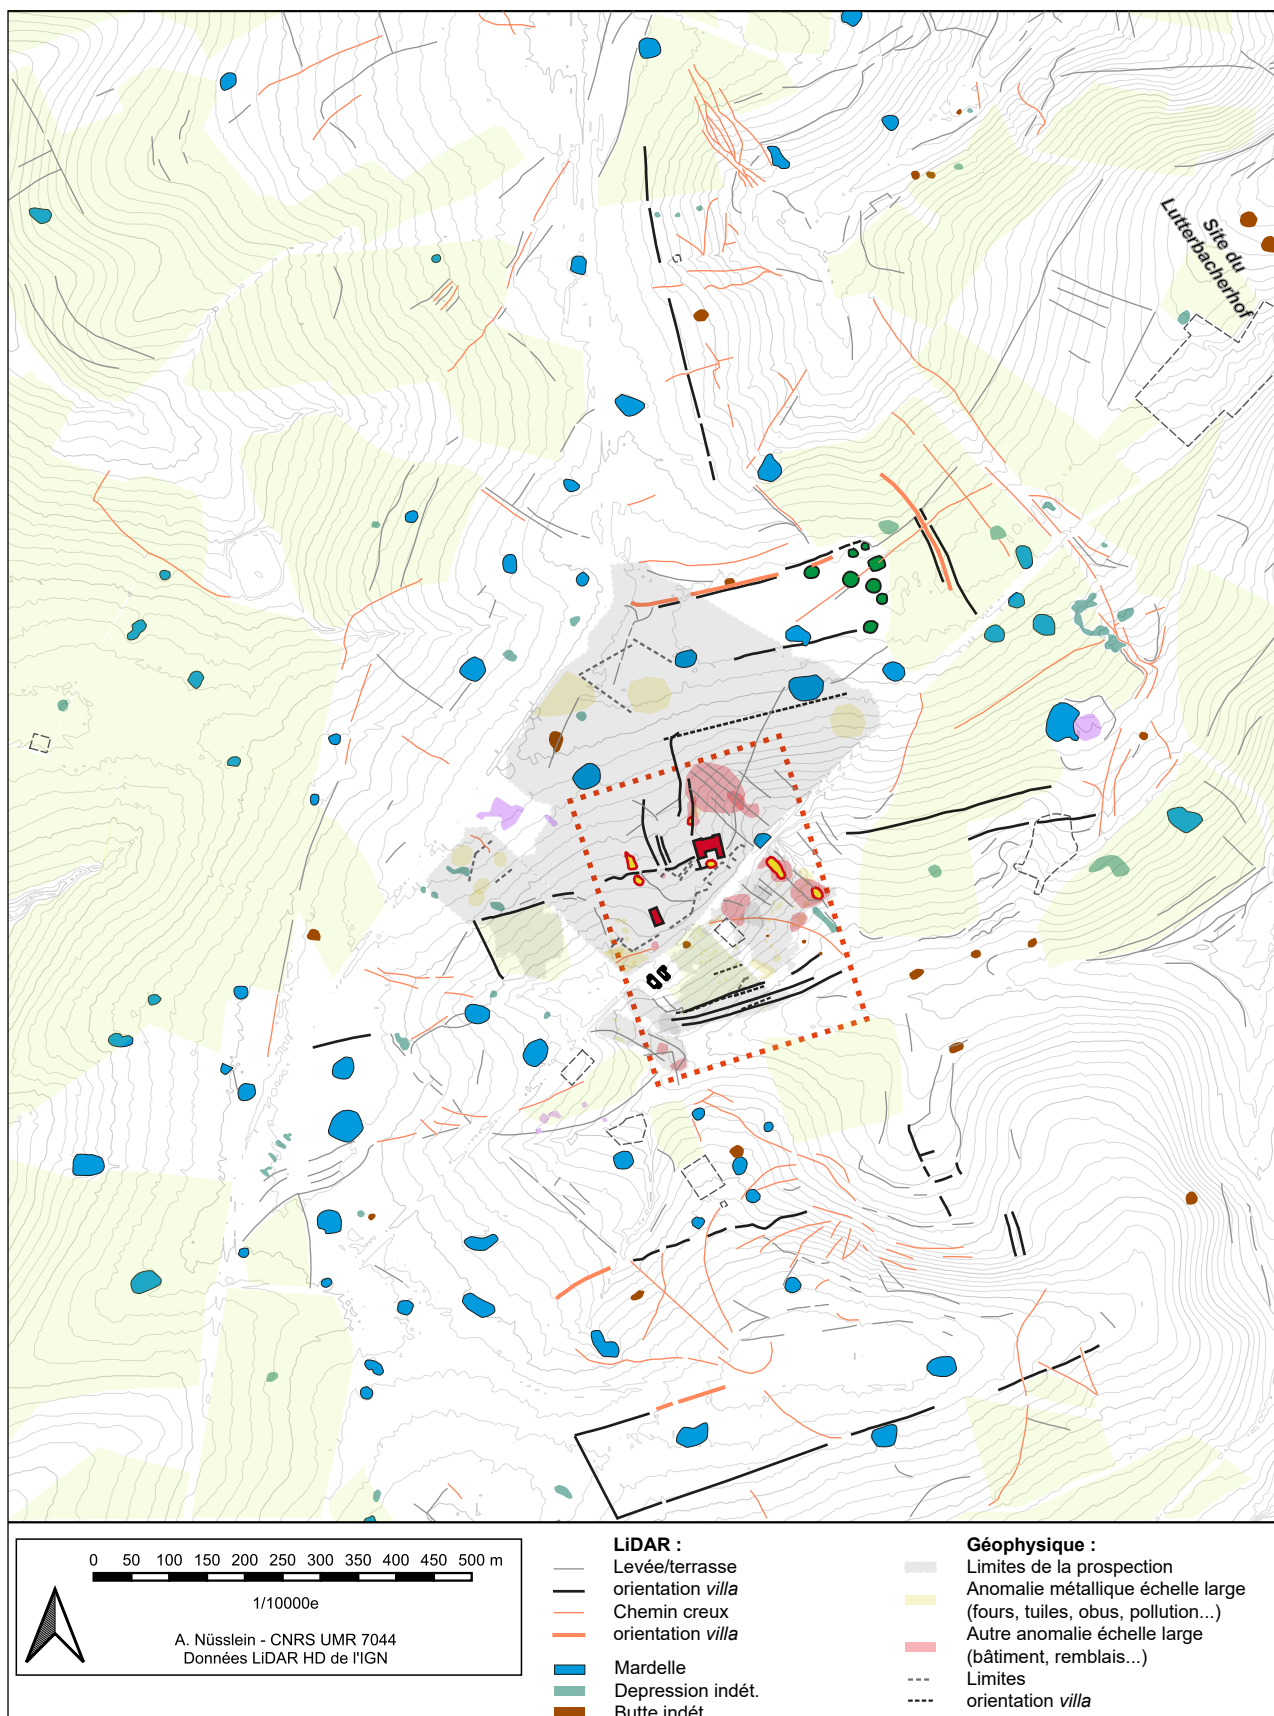 Site du
Lutterbacherhof
0 50 100 150 200 250 300 350 400 450 500 m
1/10000e
A. Nüsslein - CNRS UMR 7044
Données LiDAR HD de l'IGN
LiDAR :
Levée/terrasse
orientation villa
Chemin creux
orientation villa
Mardelle
Depression indét.
Butte indét.
Géophysique :
Limites de la prospection
Anomalie métallique échelle large
(fours, tuiles, obus, pollution...)
Autre anomalie échelle large
(bâtiment, remblais...)
Limites
orientation villa